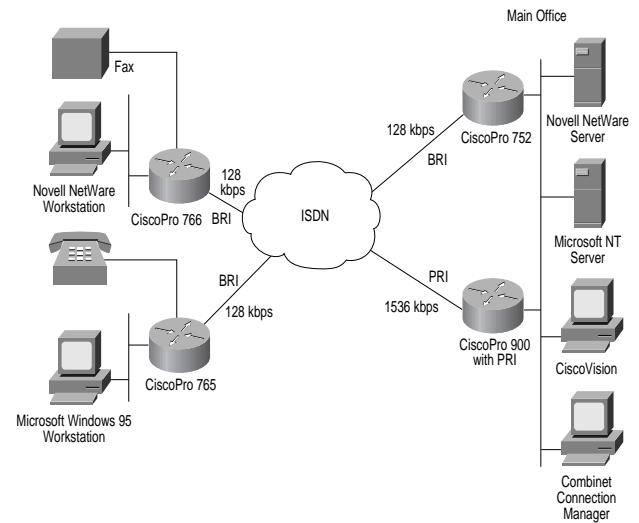 Main Office
Fax
Novell NetWare
Workstation
CiscoPro 766
128
kbps
BRI
ISDN
128 kbps
BRI
CiscoPro 752
Novell NetWare
Server
Microsoft NT
Server
BRI
128 kbps
CiscoPro 765
Microsoft Windows 95
Workstation
PRI
1536 kbps
CiscoPro 900
with PRI
CiscoVision
Combinet
Connection
Manager